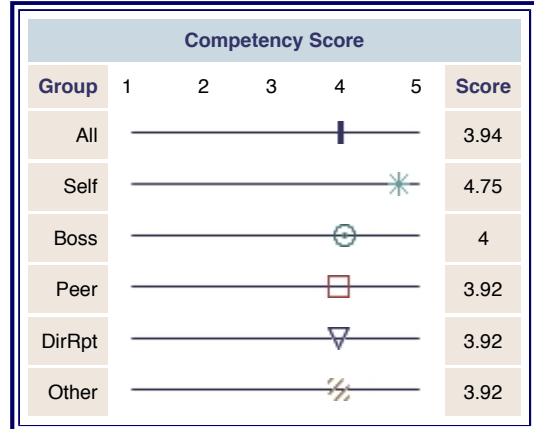 Competency Score
Group 1 2 3 4 5 Score
All 3.94
Self 4.75
Boss 4
Peer 3.92
DirRpt 3.92
Other 3.92